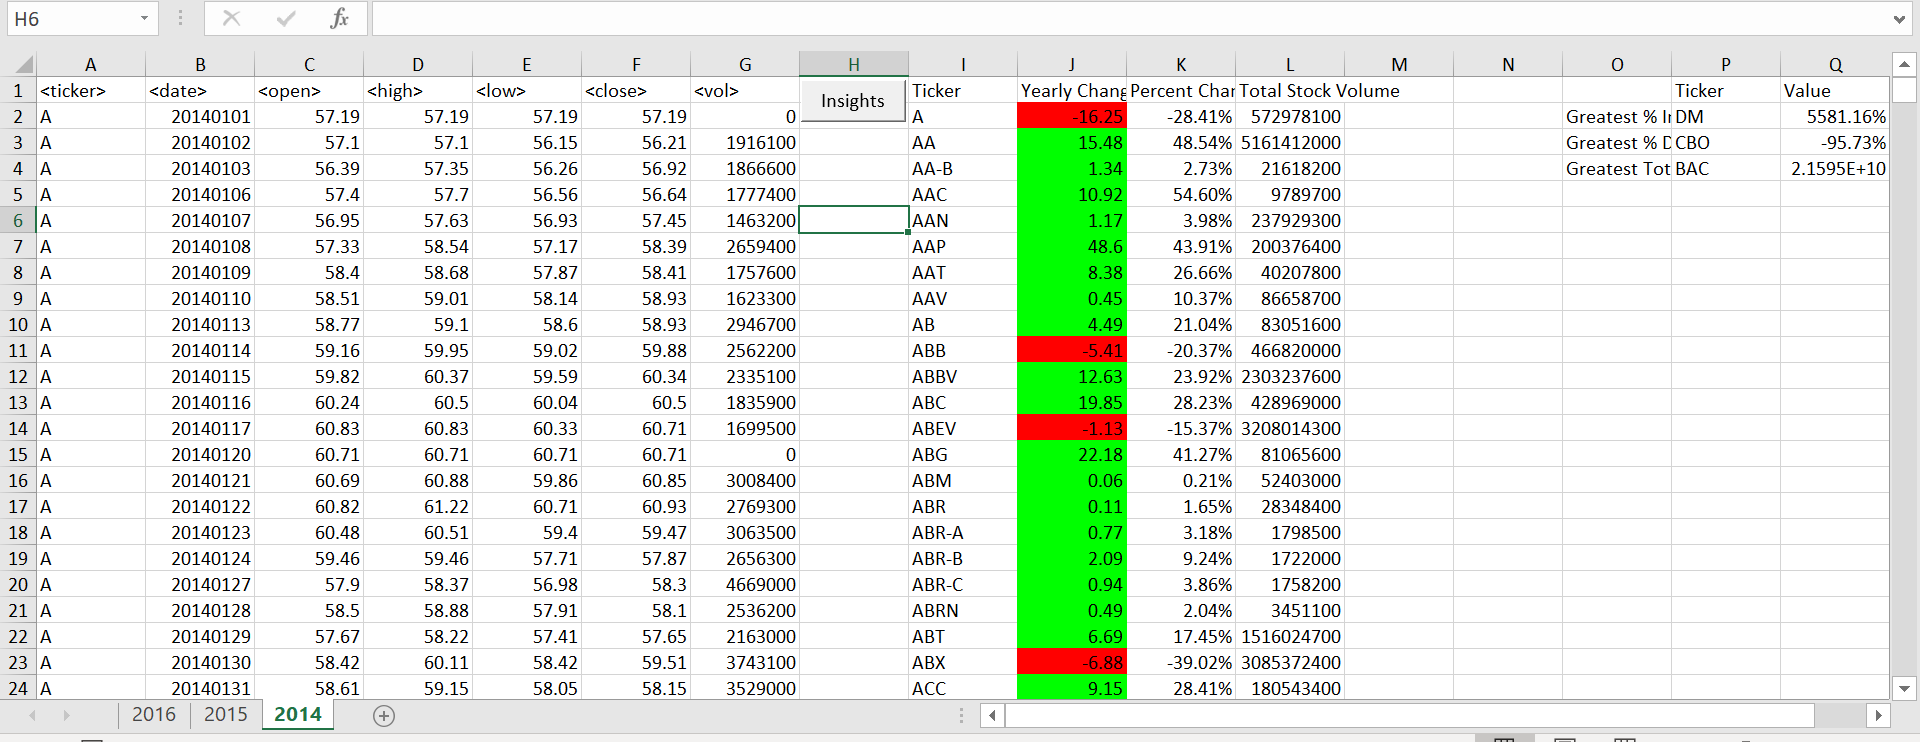 H6 fx
A B C D E F G H I J K L M N O P Q
1 <ticker> <date> <open> <high> <low> <close> <vol> Ticker Yearly Chang Percent Char Total Stock Volume Ticker Value
Insights
2 A 20140101 57.19 57.19 57.19 57.19 0 A -16.25 -28.41% 572978100 Greatest % Ir DM 5581.16%
3 A 20140102 57.1 57.1 56.15 56.21 1916100 AA 15.48 48.54% 5161412000 Greatest % D CBO -95.73%
4 A 20140103 56.39 57.35 56.26 56.92 1866600 AA-B 1.34 2.73% 21618200 Greatest Tot BAC 2.1595E+10
5 A 20140106 57.4 57.7 56.56 56.64 1777400 AAC 10.92 54.60% 9789700
6 A 20140107 56.95 57.63 56.93 57.45 1463200 AAN 1.17 3.98% 237929300
7 A 20140108 57.33 58.54 57.17 58.39 2659400 AAP 48.6 43.91% 200376400
8 A 20140109 58.4 58.68 57.87 58.41 1757600 AAT 8.38 26.66% 40207800
9 A 20140110 58.51 59.01 58.14 58.93 1623300 AAV 0.45 10.37% 86658700
10 A 20140113 58.77 59.1 58.6 58.93 2946700 AB 4.49 21.04% 83051600
11 A 20140114 59.16 59.95 59.02 59.88 2562200 ABB -5.41 -20.37% 466820000
12 A 20140115 59.82 60.37 59.59 60.34 2335100 ABBV 12.63 23.92% 2303237600
13 A 20140116 60.24 60.5 60.04 60.5 1835900 ABC 19.85 28.23% 428969000
14 A 20140117 60.83 60.83 60.33 60.71 1699500 ABEV -1.13 -15.37% 3208014300
15 A 20140120 60.71 60.71 60.71 60.71 0 ABG 22.18 41.27% 81065600
16 A 20140121 60.69 60.88 59.86 60.85 3008400 ABM 0.06 0.21% 52403000
17 A 20140122 60.82 61.22 60.71 60.93 2769300 ABR 0.11 1.65% 28348400
18 A 20140123 60.48 60.51 59.4 59.47 3063500 ABR-A 0.77 3.18% 1798500
19 A 20140124 59.46 59.46 57.71 57.87 2656300 ABR-B 2.09 9.24% 1722000
20 A 20140127 57.9 58.37 56.98 58.3 4669000 ABR-C 0.94 3.86% 1758200
21 A 20140128 58.5 58.88 57.91 58.1 2536200 ABRN 0.49 2.04% 3451100
22 A 20140129 57.67 58.22 57.41 57.65 2163000 ABT 6.69 17.45% 1516024700
23 A 20140130 58.42 60.11 58.42 59.51 3743100 ABX -6.88 -39.02% 3085372400
24 A 20140131 58.61 59.15 58.05 58.15 3529000 ACC 9.15 28.41% 180543400
2016 2015 2014